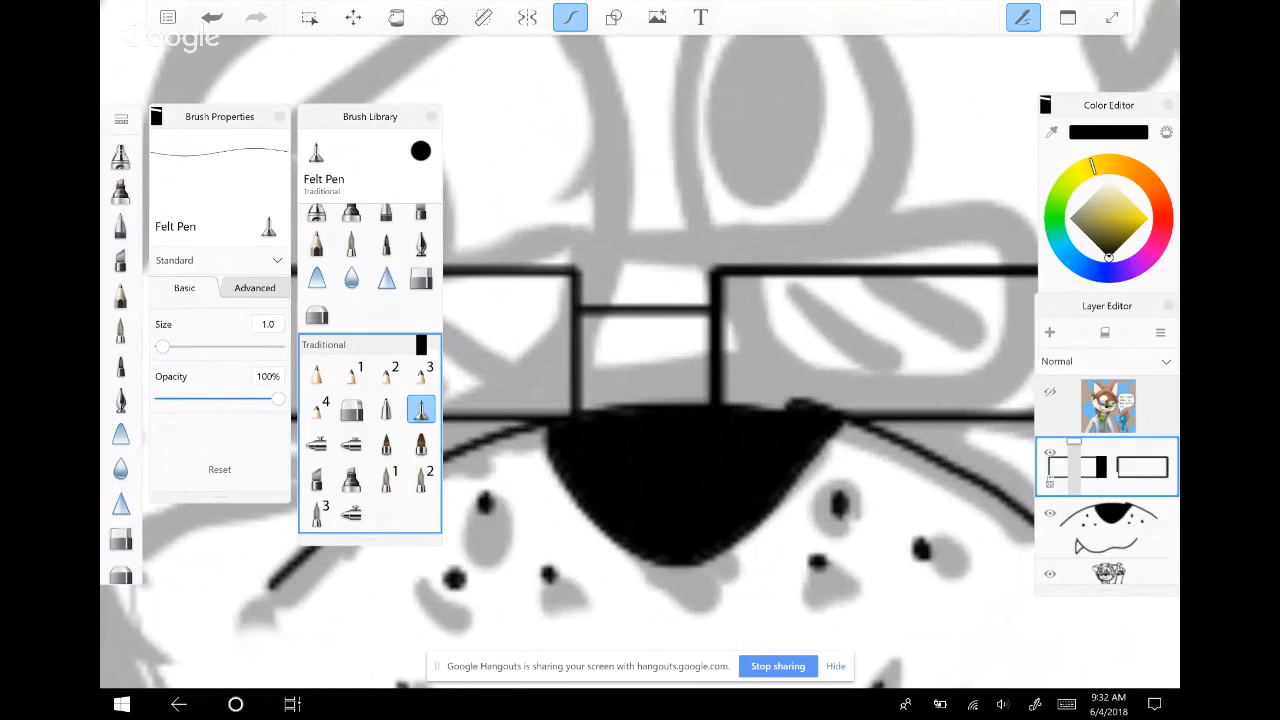 T
Google
Brush Properties
Brush Library
Color Editor
Felt Pen
Traditional
Felt Pen
Standard
Basic
Advanced
Size
1.0
Opacity
100%
Reset
Traditional
1
2
3
4
1
2
3
Layer Editor
Normal
Google Hangouts is sharing your screen with hangouts.google.com.
Stop sharing
Hide
9:32 AM
6/4/2018